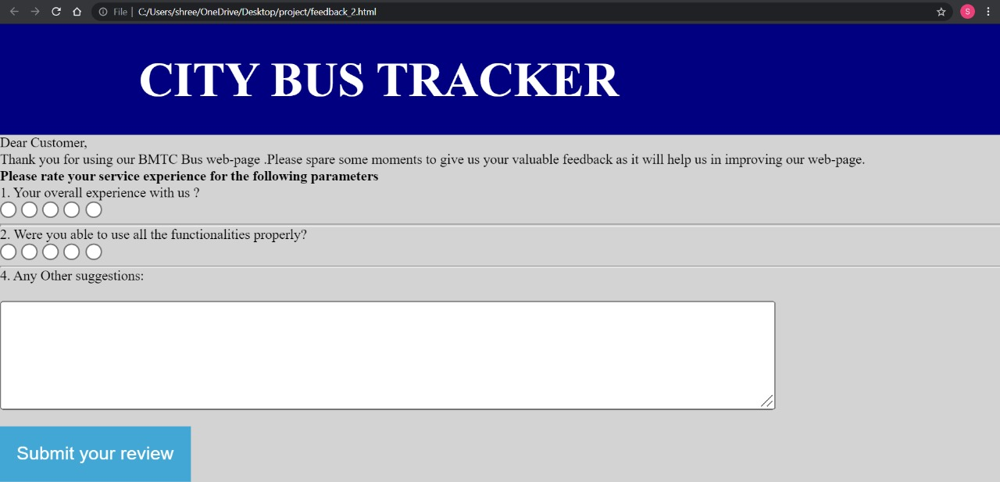 File | C:/Users/shree/OneDrive/Desktop/project/feedback_2.html
S
CITY BUS TRACKER
Dear Customer,
Thank you for using our BMTC Bus web-page .Please spare some moments to give us your valuable feedback as it will help us in improving our web-page.
Please rate your service experience for the following parameters
1. Your overall experience with us ?
2. Were you able to use all the functionalities properly?
4. Any Other suggestions:
Submit your review